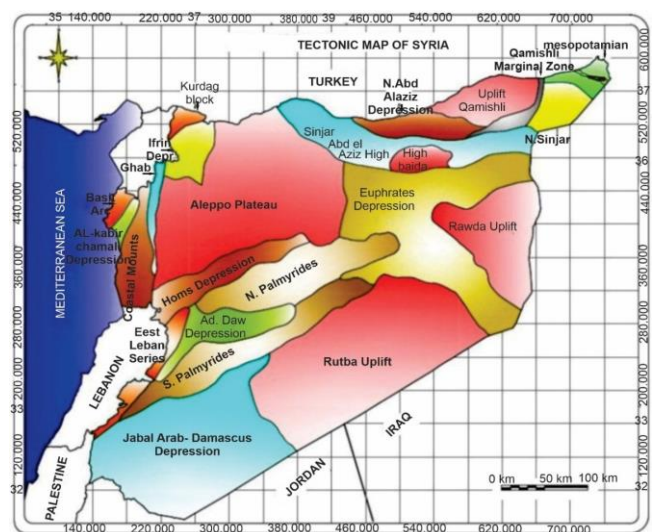 35 220.000 37 300.000 380.000 39 460.000 540.000 620.000 700.000
140.000
TECTONIC MAP OF SYRIA
TURKEY
mesopotamian
Qamishli
Marginal Zone
N.Abd
Alaziz
Depression
Uplift
Qamishli
Kurdag
block
Ifrin
Depr
Ghab
Sinjar
Abd el
Aziz High
High
baida
N.Sinjar
Aleppo Plateau
Euphrates
Depression
Rawda Uplift
MEDITERRANEAN SEA
AL-kabir
chamali
Depression
Coastal Mounts
Homs Depression
N. Palmyrides
Ad. Daw
Depression
S. Palmyrides
Eest
Leban
Series
LEBANON
Rutba Uplift
Jabal Arab- Damascus
Depression
PALESTINE
JORDAN
IRAQ
0 km 50 km 100 km
520.000
440.000
360.000
280.000
200.000
33
120.000
32
600.000
37
520.000
36
440.000
360.000
280.000
200.000
33
120.000
32
140.000 220.000 300.000 380.000 460.000 540.000 620.000 700.000